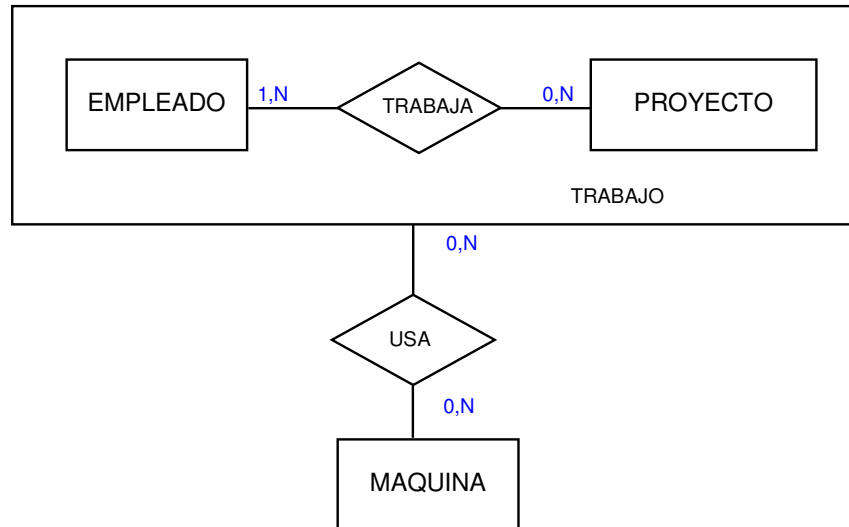 EMPLEADO 1,N TRABAJA 0,N PROYECTO
TRABAJO
0,N
USA
0,N
MAQUINA